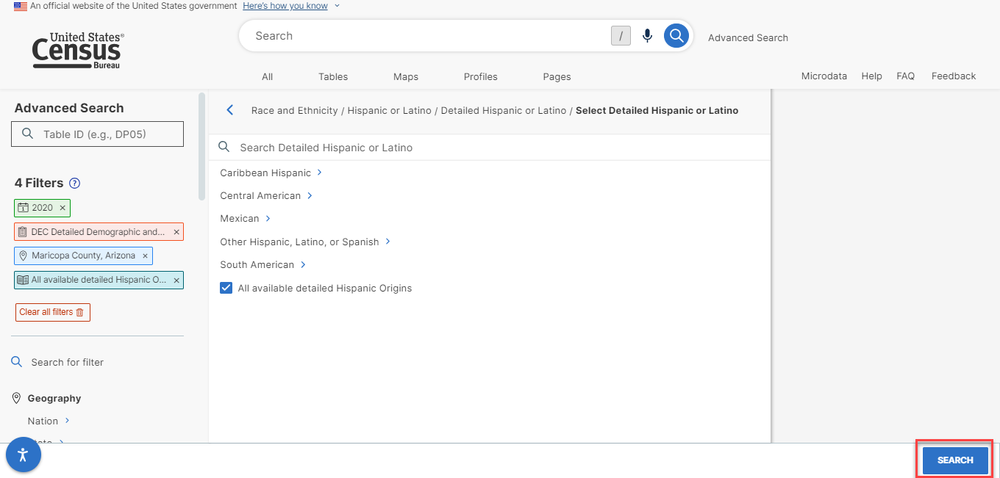 An official website of the United States government Here's how you know
United States®
Census
Bureau
Search /
Advanced Search
All Tables Maps Profiles Pages
Microdata Help FAQ Feedback
Advanced Search
Table ID (e.g., DP05)
4 Filters ?
2020 ×
DEC Detailed Demographic and... ×
Maricopa County, Arizona ×
All available detailed Hispanic O... ×
Clear all filters
Search for filter
Geography
Nation
Race and Ethnicity / Hispanic or Latino / Detailed Hispanic or Latino / Select Detailed Hispanic or Latino
Search Detailed Hispanic or Latino
Caribbean Hispanic
Central American
Mexican
Other Hispanic, Latino, or Spanish
South American
All available detailed Hispanic Origins
SEARCH